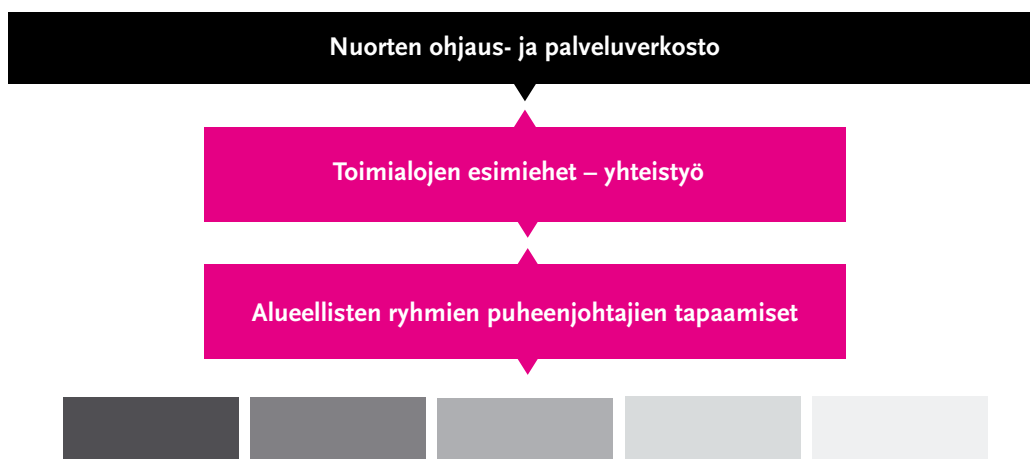 Nuorten ohjaus- ja palveluverkosto
Toimialojen esimiehet – yhteistyö
Alueellisten ryhmien puheenjohtajien tapaamiset